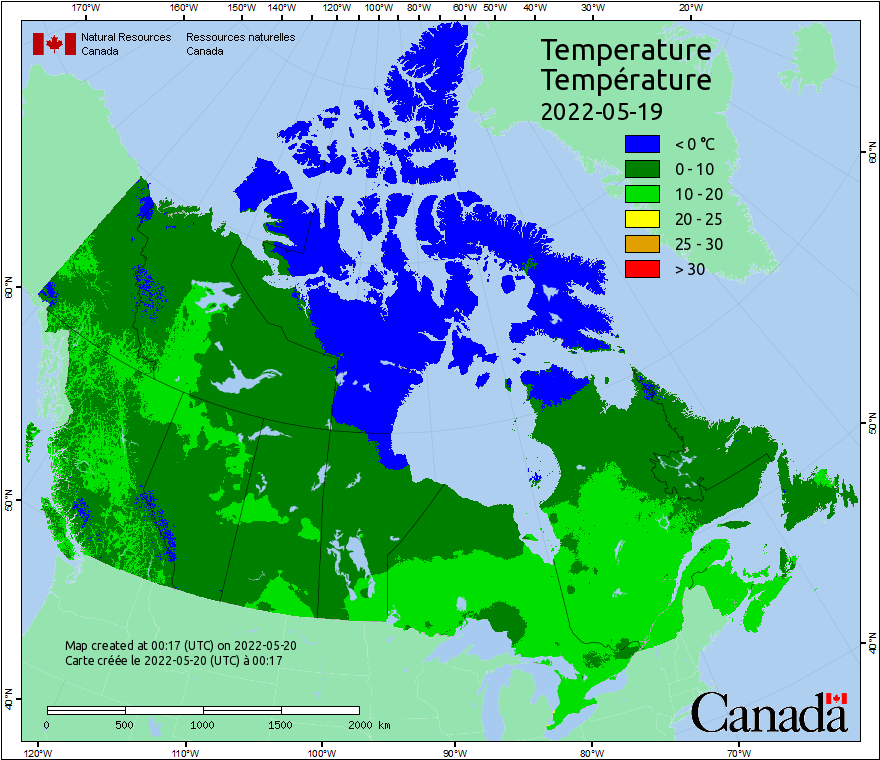 170°W 160°W 150°W 140°W 130°W 120°W 110°W 100°W 90°W 80°W 70°W 60°W 50°W 40°W 30°W 20°W
Natural Resources Ressources naturelles
Canada Canada
Temperature
Température
2022-05-19
< 0 °C
0 - 10
10 - 20
20 - 25
25 - 30
> 30
60°N
60°N
50°N
50°N
40°N
40°N
Map created at 00:17 (UTC) on 2022-05-20
Carte créée le 2022-05-20 (UTC) à 00:17
0 500 1000 1500 2000 km
Canada
120°W 110°W 100°W 90°W 80°W 70°W